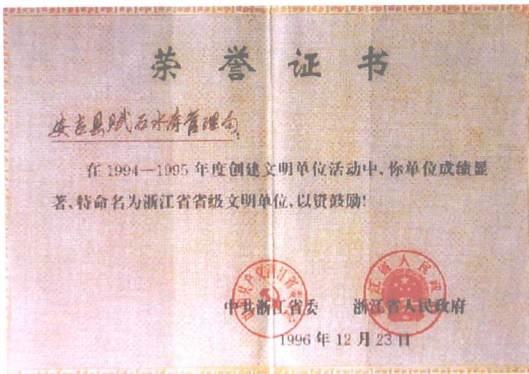 荣誉证书
安吉县赋石水库管理局:
在1994—1995年度创建文明单位活动中,你单位成绩显
著、特命名为浙江省省级文明单位,以资鼓励!
中共浙江省委 浙江省人民政府
1996年12月23日